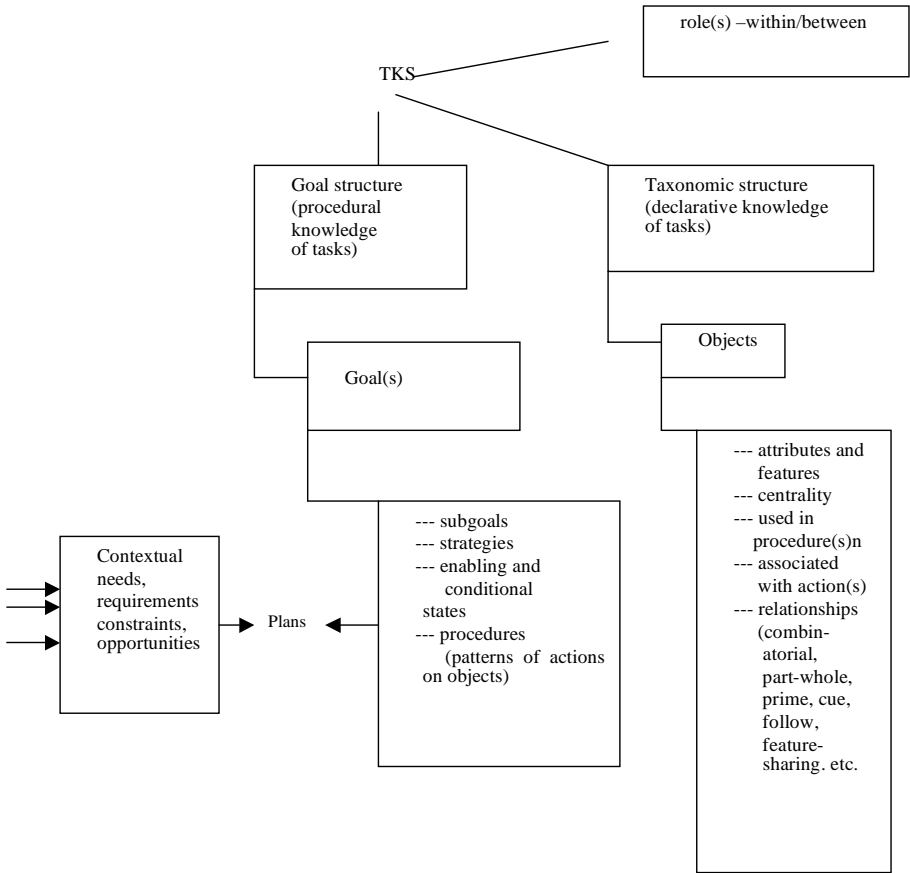 role(s) –within/between
TKS
Goal structure
(procedural
knowledge
of tasks)
Taxonomic structure
(declarative knowledge
of tasks)
Goal(s)
Objects
Contextual
needs,
requirements
constraints,
opportunities
Plans
--- subgoals
--- strategies
--- enabling and
conditional
states
--- procedures
(patterns of actions
on objects)
--- attributes and
features
--- centrality
--- used in
procedure(s)n
--- associated
with action(s)
--- relationships
(combin-
atorial,
part-whole,
prime, cue,
follow,
feature-
sharing. etc.